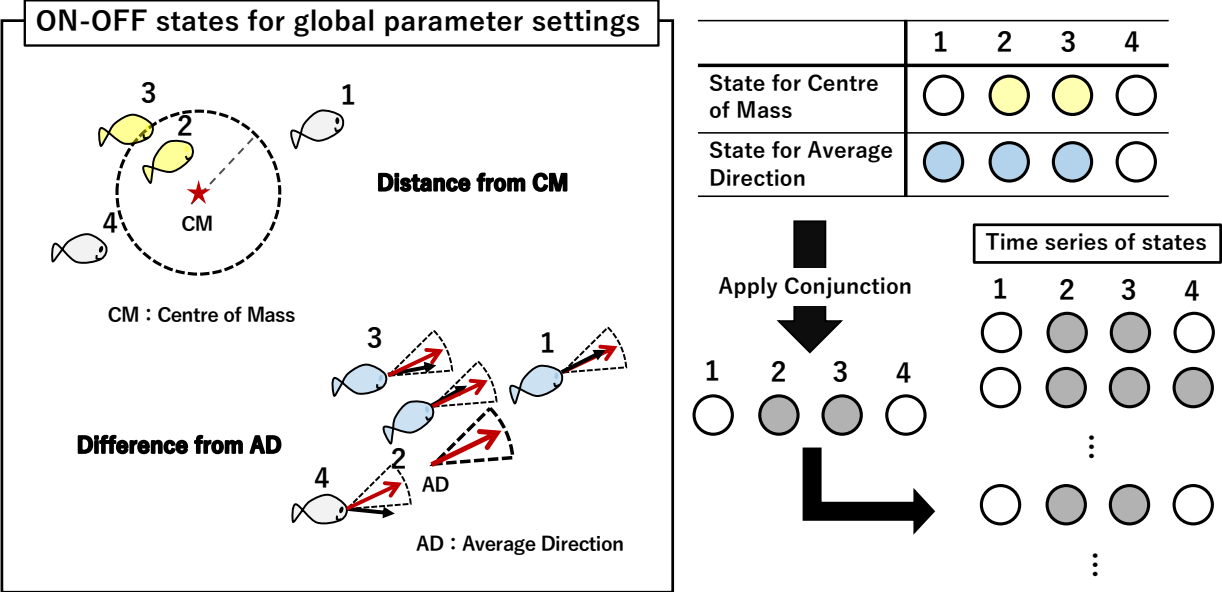 ON-OFF states for global parameter settings
3
1
2
Distance from CM
CM
4
CM : Centre of Mass
3
1
Difference from AD
2
4
AD
AD : Average Direction
1 2 3 4
State for Centre
of Mass
State for Average
Direction
Apply Conjunction
1 2 3 4
Time series of states
1 2 3 4
⋮
⋮